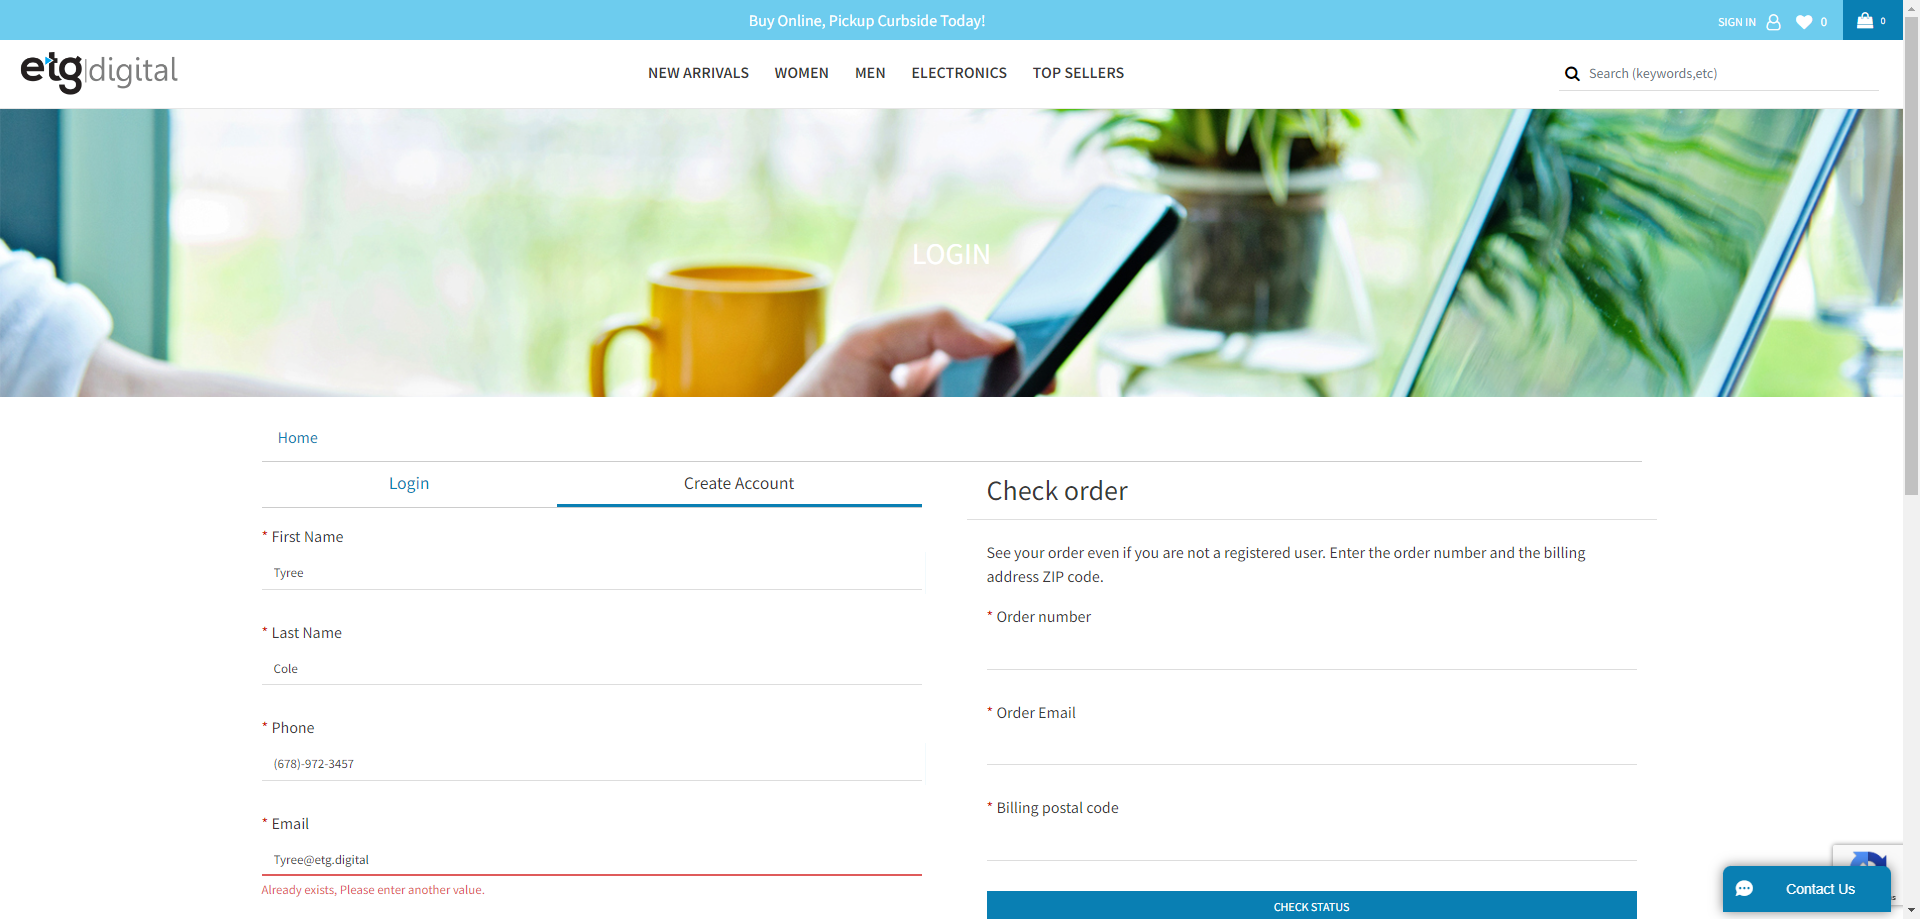 Buy Online, Pickup Curbside Today!
SIGN IN
0
0
etg|digital
NEW ARRIVALS
WOMEN
MEN
ELECTRONICS
TOP SELLERS
Search (keywords,etc)
LOGIN
Home
Login
Create Account
* First Name
Tyree
* Last Name
Cole
* Phone
(678)-972-3457
* Email
Tyree@etg.digital
Already exists, Please enter another value.
Check order
See your order even if you are not a registered user. Enter the order number and the billing
address ZIP code.
* Order number
* Order Email
* Billing postal code
CHECK STATUS
Contact Us